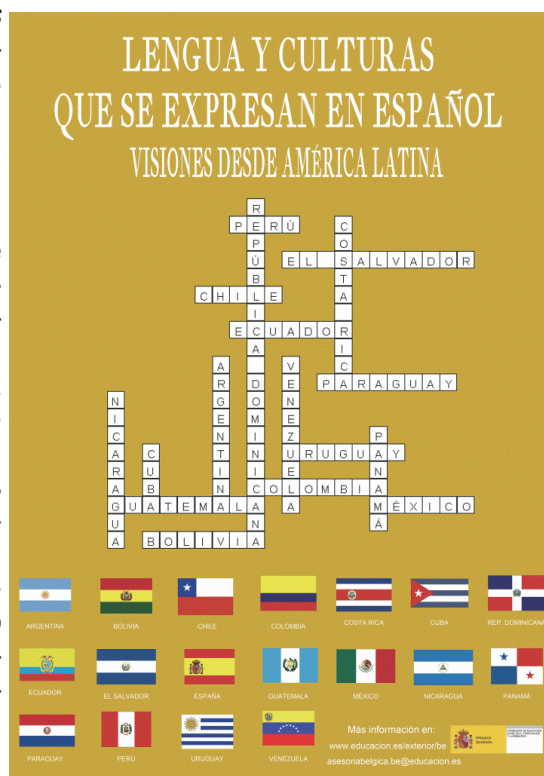 LENGUA Y CULTURAS
QUE SE EXPRESAN EN ESPAÑOL
VISIONES DESDE AMÉRICA LATINA
REPÚBLICA DOMINICANA
PERÚ
COSTA RICA
EL SALVADOR
CHILE
ECUADOR
ARGENTINA
VENEZUELA
PARAGUAY
NICARAGUA
PANAMÁ
CUBA
URUGUAY
COLOMBIA
GUATEMALA
MÉXICO
BOLIVIA
ARGENTINA
BOLIVIA
CHILE
COLOMBIA
COSTA RICA
CUBA
REP. DOMINICANA
ECUADOR
EL SALVADOR
ESPAÑA
GUATEMALA
MÉXICO
NICARAGUA
PANAMÁ
PARAGUAY
PERÚ
URUGUAY
VENEZUELA
Más información en:
www.educacion.es/exterior/be
asesoriabelgica.be@educacion.es